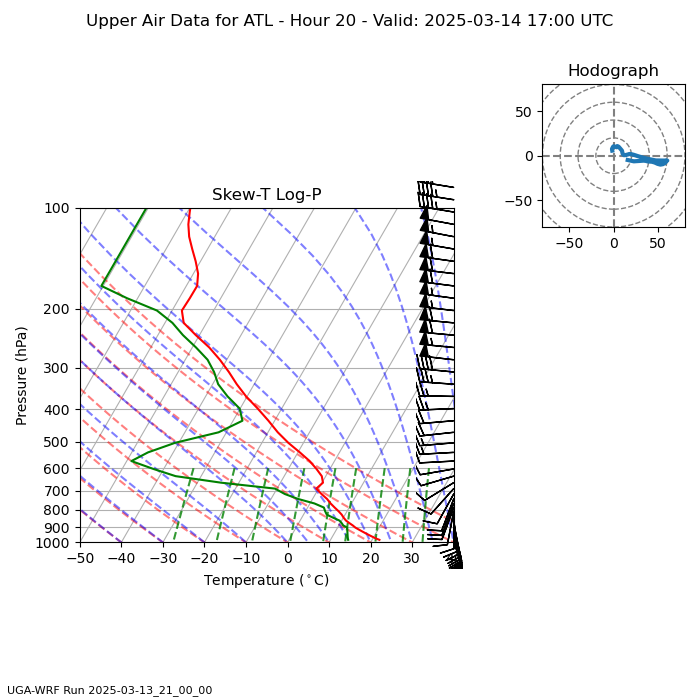 Upper Air Data for ATL - Hour 20 - Valid: 2025-03-14 17:00 UTC
Hodograph
50
0
−50
−50 0 50
Skew-T Log-P
100
200
300
400
500
600
700
800
900
1000
Pressure (hPa)
−50 −40 −30 −20 −10 0 10 20 30
Temperature (°C)
UGA-WRF Run 2025-03-13_21_00_00